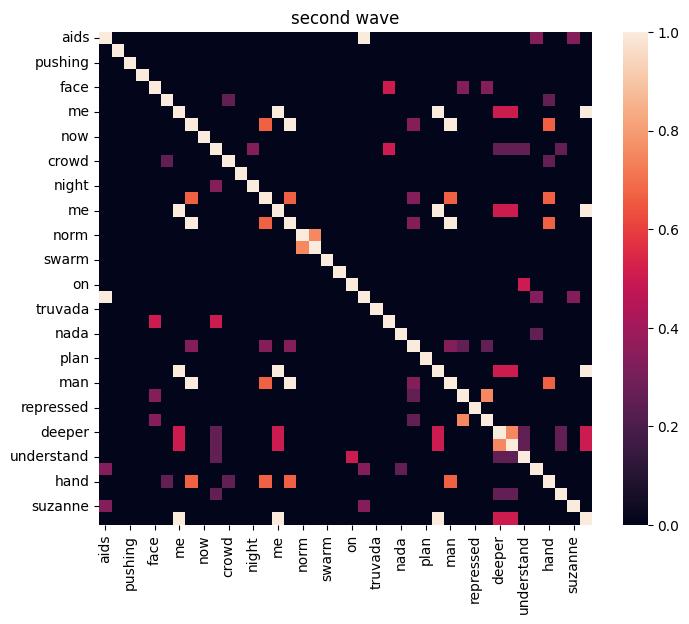 second wave
aids
pushing
face
me
now
crowd
night
me
norm
swarm
on
truvada
nada
plan
man
repressed
deeper
understand
hand
suzanne
aids
pushing
face
me
now
crowd
night
me
norm
swarm
on
truvada
nada
plan
man
repressed
deeper
understand
hand
suzanne
1.0
0.8
0.6
0.4
0.2
0.0